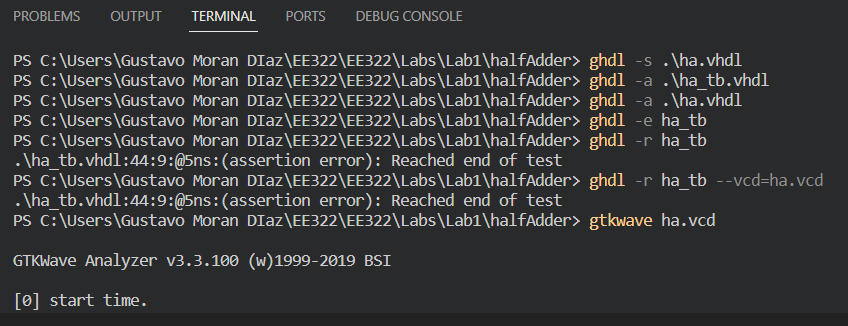 PROBLEMS OUTPUT TERMINAL PORTS DEBUG CONSOLE
PS C:\Users\Gustavo Moran DIaz\EE322\EE322\Labs\Lab1\halfAdder> ghdl -s .\ha.vhdl
PS C:\Users\Gustavo Moran DIaz\EE322\EE322\Labs\Lab1\halfAdder> ghdl -a .\ha_tb.vhdl
PS C:\Users\Gustavo Moran DIaz\EE322\EE322\Labs\Lab1\halfAdder> ghdl -a .\ha.vhdl
PS C:\Users\Gustavo Moran DIaz\EE322\EE322\Labs\Lab1\halfAdder> ghdl -e ha_tb
PS C:\Users\Gustavo Moran DIaz\EE322\EE322\Labs\Lab1\halfAdder> ghdl -r ha_tb
.\ha_tb.vhdl:44:9:@5ns:(assertion error): Reached end of test
PS C:\Users\Gustavo Moran DIaz\EE322\EE322\Labs\Lab1\halfAdder> ghdl -r ha_tb --vcd=ha.vcd
.\ha_tb.vhdl:44:9:@5ns:(assertion error): Reached end of test
PS C:\Users\Gustavo Moran DIaz\EE322\EE322\Labs\Lab1\halfAdder> gtkwave ha.vcd
GTKWave Analyzer v3.3.100 (w)1999-2019 BSI
[0] start time.